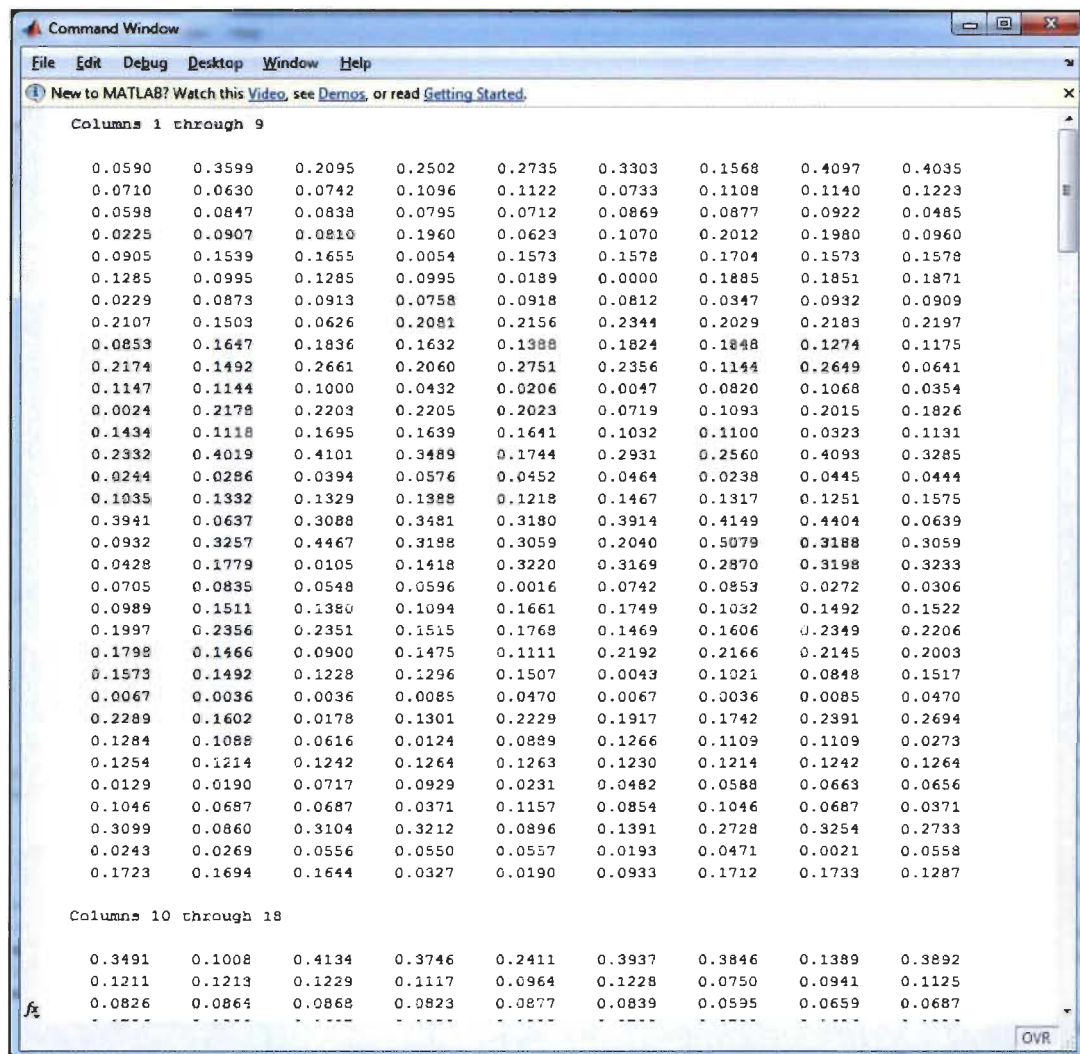 Command Window
File Edit Debug Desktop Window Help
New to MATLAB? Watch this Video, see Demos, or read Getting Started.
Columns 1 through 9
0.0590 0.3599 0.2095 0.2502 0.2735 0.3303 0.1568 0.4097 0.4035
0.0710 0.0630 0.0742 0.1096 0.1122 0.0733 0.1108 0.1140 0.1223
0.0598 0.0847 0.0838 0.0795 0.0712 0.0869 0.0877 0.0922 0.0485
0.0225 0.0907 0.0810 0.1960 0.0623 0.1070 0.2012 0.1980 0.0960
0.0905 0.1539 0.1655 0.0054 0.1573 0.1578 0.1704 0.1573 0.1578
0.1285 0.0995 0.1285 0.0995 0.0189 0.0000 0.1885 0.1851 0.1871
0.0229 0.0873 0.0913 0.0758 0.0918 0.0812 0.0347 0.0932 0.0909
0.2107 0.1503 0.0626 0.2081 0.2156 0.2344 0.2029 0.2183 0.2197
0.0853 0.1647 0.1836 0.1632 0.1388 0.1824 0.1848 0.1274 0.1175
0.2174 0.1492 0.2661 0.2060 0.2751 0.2356 0.1144 0.2649 0.0641
0.1147 0.1144 0.1000 0.0432 0.0206 0.0047 0.0820 0.1068 0.0354
0.0024 0.2178 0.2203 0.2205 0.2023 0.0719 0.1093 0.2015 0.1826
0.1434 0.1118 0.1695 0.1639 0.1641 0.1032 0.1100 0.0323 0.1131
0.2332 0.4019 0.4101 0.3489 0.1744 0.2931 0.2560 0.4093 0.3285
0.0244 0.0286 0.0394 0.0576 0.0452 0.0464 0.0238 0.0445 0.0444
0.1035 0.1332 0.1329 0.1388 0.1218 0.1467 0.1317 0.1251 0.1575
0.3941 0.0637 0.3088 0.3481 0.3180 0.3914 0.4149 0.4404 0.0639
0.0932 0.3257 0.4467 0.3188 0.3059 0.2040 0.5079 0.3188 0.3059
0.0428 0.1779 0.0105 0.1418 0.3220 0.3169 0.2870 0.3198 0.3233
0.0705 0.0835 0.0548 0.0596 0.0016 0.0742 0.0853 0.0272 0.0306
0.0989 0.1511 0.1380 0.1094 0.1661 0.1749 0.1032 0.1492 0.1522
0.1997 0.2356 0.2351 0.1515 0.1768 0.1469 0.1606 0.2349 0.2206
0.1798 0.1466 0.0900 0.1475 0.1111 0.2192 0.2166 0.2145 0.2003
0.1573 0.1492 0.1228 0.1296 0.1507 0.0043 0.1021 0.0848 0.1517
0.0067 0.0036 0.0036 0.0085 0.0470 0.0067 0.0036 0.0085 0.0470
0.2289 0.1602 0.0178 0.1301 0.2229 0.1917 0.1742 0.2391 0.2694
0.1284 0.1088 0.0616 0.0124 0.0889 0.1266 0.1109 0.1109 0.0273
0.1254 0.1214 0.1242 0.1264 0.1263 0.1230 0.1214 0.1242 0.1264
0.0129 0.0190 0.0717 0.0929 0.0231 0.0482 0.0588 0.0663 0.0656
0.1046 0.0687 0.0687 0.0371 0.1157 0.0854 0.1046 0.0687 0.0371
0.3099 0.0860 0.3104 0.3212 0.0896 0.1391 0.2728 0.3254 0.2733
0.0243 0.0269 0.0556 0.0550 0.0557 0.0193 0.0471 0.0021 0.0558
0.1723 0.1694 0.1644 0.0327 0.0190 0.0933 0.1712 0.1733 0.1287
Columns 10 through 18
0.3491 0.1008 0.4134 0.3746 0.2411 0.3937 0.3846 0.1389 0.3892
0.1211 0.1213 0.1229 0.1117 0.0964 0.1228 0.0750 0.0941 0.1125
0.0826 0.0864 0.0868 0.0823 0.0877 0.0839 0.0595 0.0659 0.0687
fx
OVR